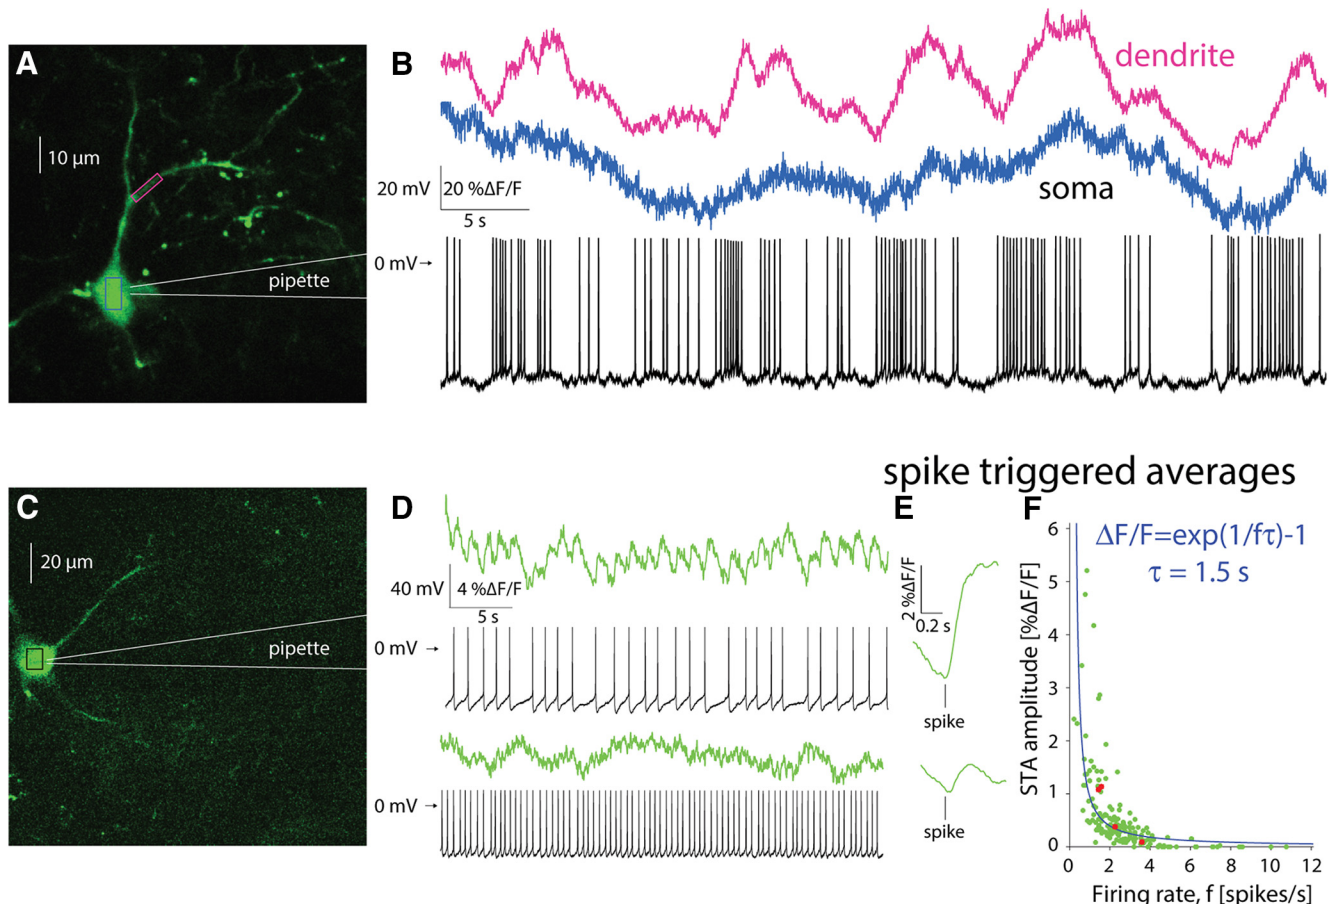 A
10 μm
pipette
B
dendrite
soma
20 mV
20 %ΔF/F
5 s
0 mV→
C
20 μm
pipette
spike triggered averages
D
40 mV
4 %ΔF/F
5 s
0 mV →
0 mV →
E
2 %ΔF/F
0.2 s
spike
spike
F
ΔF/F=exp(1/fτ)-1
τ = 1.5 s
STA amplitude [%ΔF/F]
6
5
4
3
2
1
0
0 2 4 6 8 10 12
Firing rate, f [spikes/s]